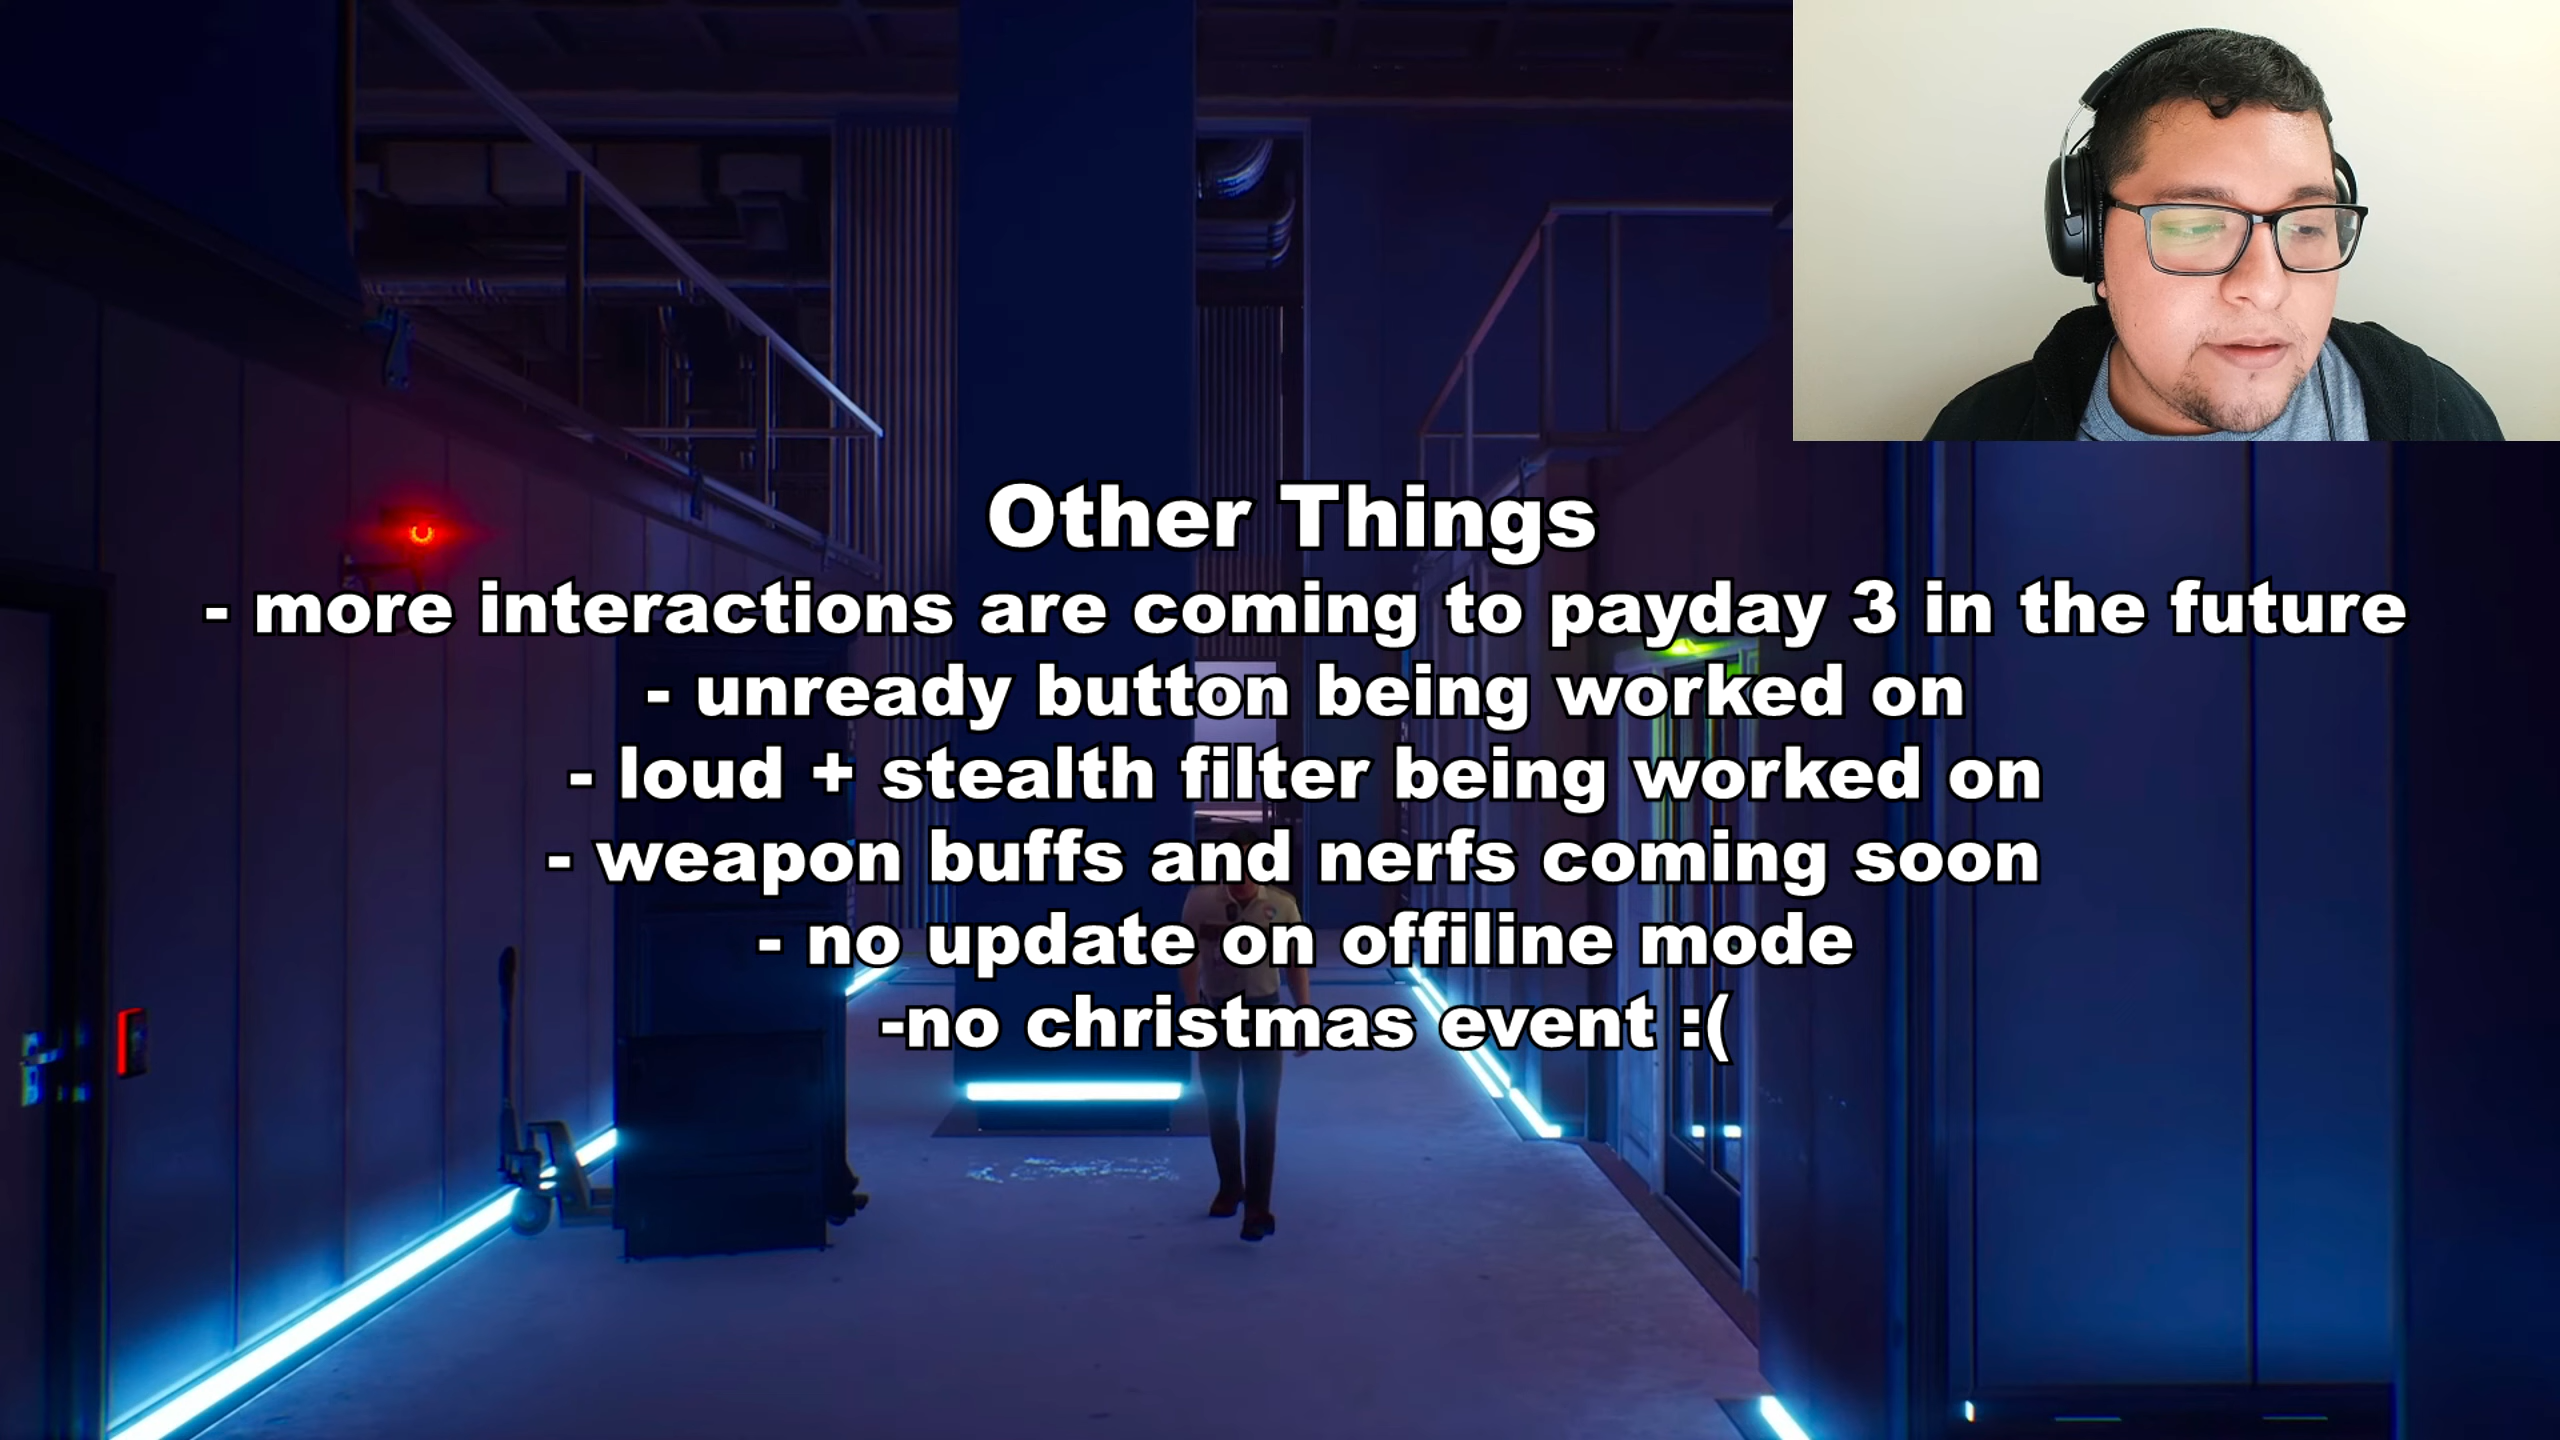 Other Things
- more interactions are coming to payday 3 in the future
- unready button being worked on
- loud + stealth filter being worked on
- weapon buffs and nerfs coming soon
- no update on offiline mode
-no christmas event :(